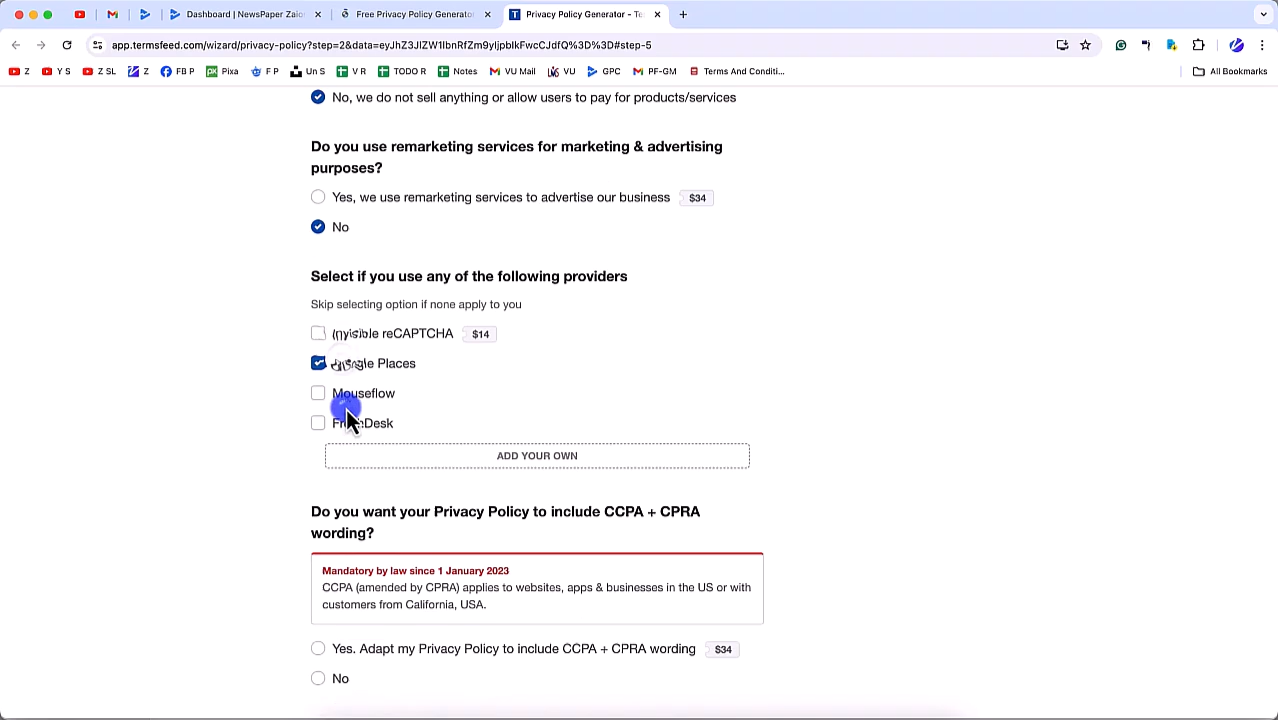 Dashboard | NewsPaper Zaio
Free Privacy Policy Generator
Privacy Policy Generator - Te
app.termsfeed.com/wizard/privacy-policy?step=2&data=eyJhZ3JlZW1lbnRfZm9yIjpbIkFwcCJdfQ%3D%3D#step-5
Z Y S Z SL Z FB P Pixa F P Un S V R TODO R Notes VU Mail VU GPC PF-GM Terms And Conditi... All Bookmarks
No, we do not sell anything or allow users to pay for products/services
Do you use remarketing services for marketing & advertising
purposes?
Yes, we use remarketing services to advertise our business $34
No
Select if you use any of the following providers
Skip selecting option if none apply to you
Invisible reCAPTCHA $14
Google Places
Mouseflow
FreshDesk
ADD YOUR OWN
Do you want your Privacy Policy to include CCPA + CPRA
wording?
Mandatory by law since 1 January 2023
CCPA (amended by CPRA) applies to websites, apps & businesses in the US or with
customers from California, USA.
Yes. Adapt my Privacy Policy to include CCPA + CPRA wording $34
No